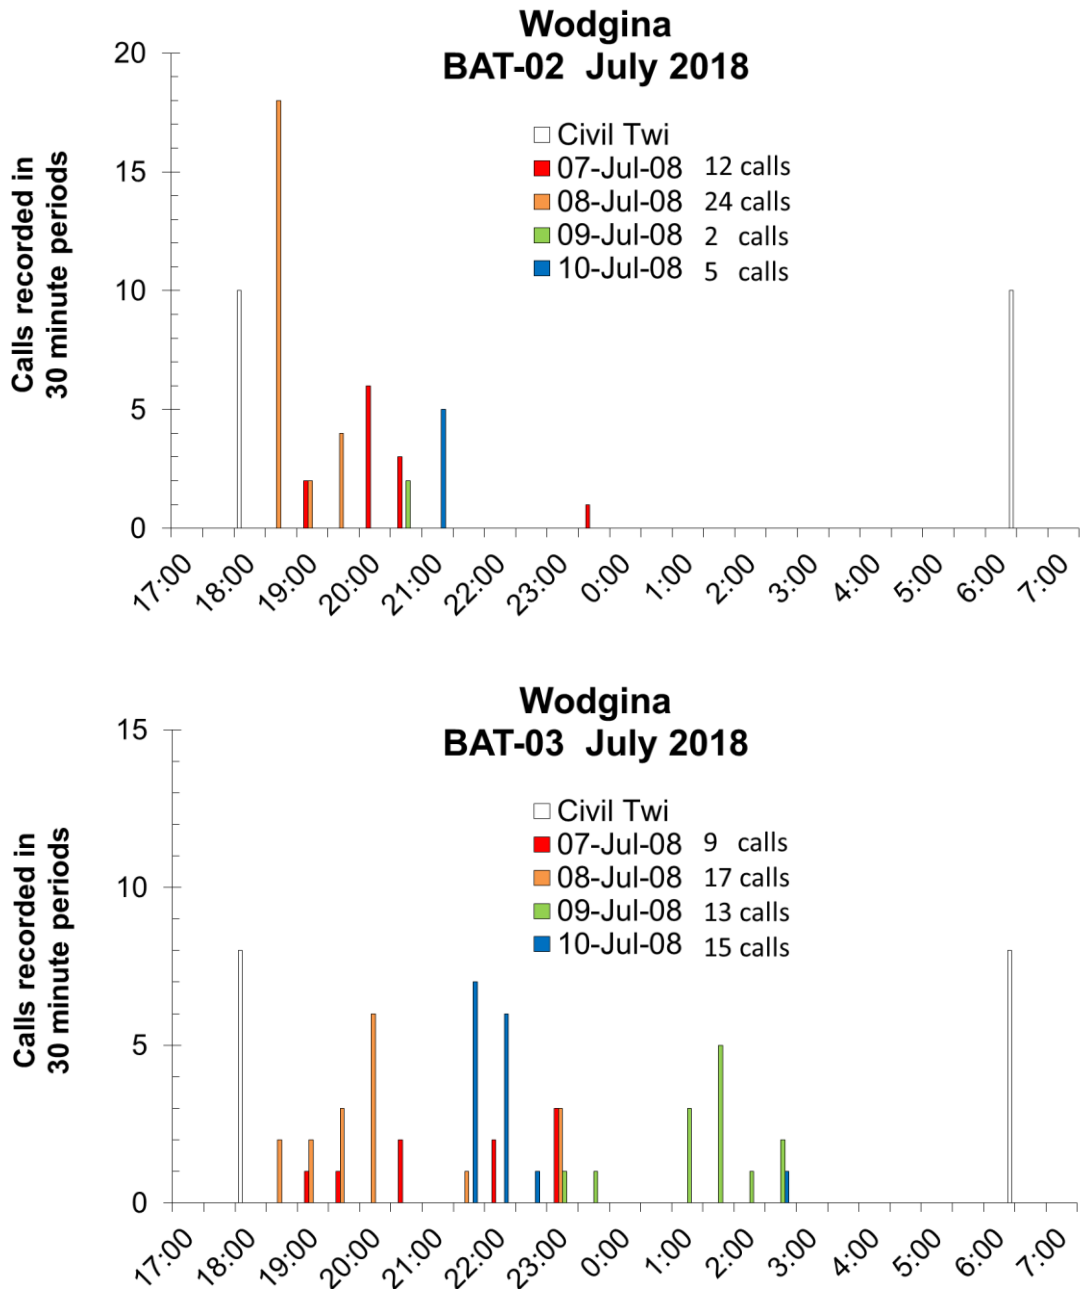 Wodgina
BAT-02 July 2018
20
15
10
5
0
Calls recorded in
30 minute periods
Civil Twi
07-Jul-08 12 calls
08-Jul-08 24 calls
09-Jul-08 2 calls
10-Jul-08 5 calls
17:00 18:00 19:00 20:00 21:00 22:00 23:00 0:00 1:00 2:00 3:00 4:00 5:00 6:00 7:00
Wodgina
BAT-03 July 2018
15
10
5
0
Calls recorded in
30 minute periods
Civil Twi
07-Jul-08 9 calls
08-Jul-08 17 calls
09-Jul-08 13 calls
10-Jul-08 15 calls
17:00 18:00 19:00 20:00 21:00 22:00 23:00 0:00 1:00 2:00 3:00 4:00 5:00 6:00 7:00